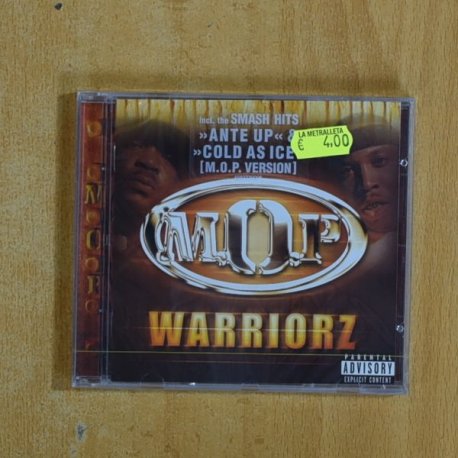 incl. the SMASH HITS
»ANTE UP« &
»COLD AS ICE
[M.O.P. VERSION]
LA METRALLETA
€ 4,00
M.O.P
WARRIORZ
PARENTAL
ADVISORY
EXPLICIT CONTENT